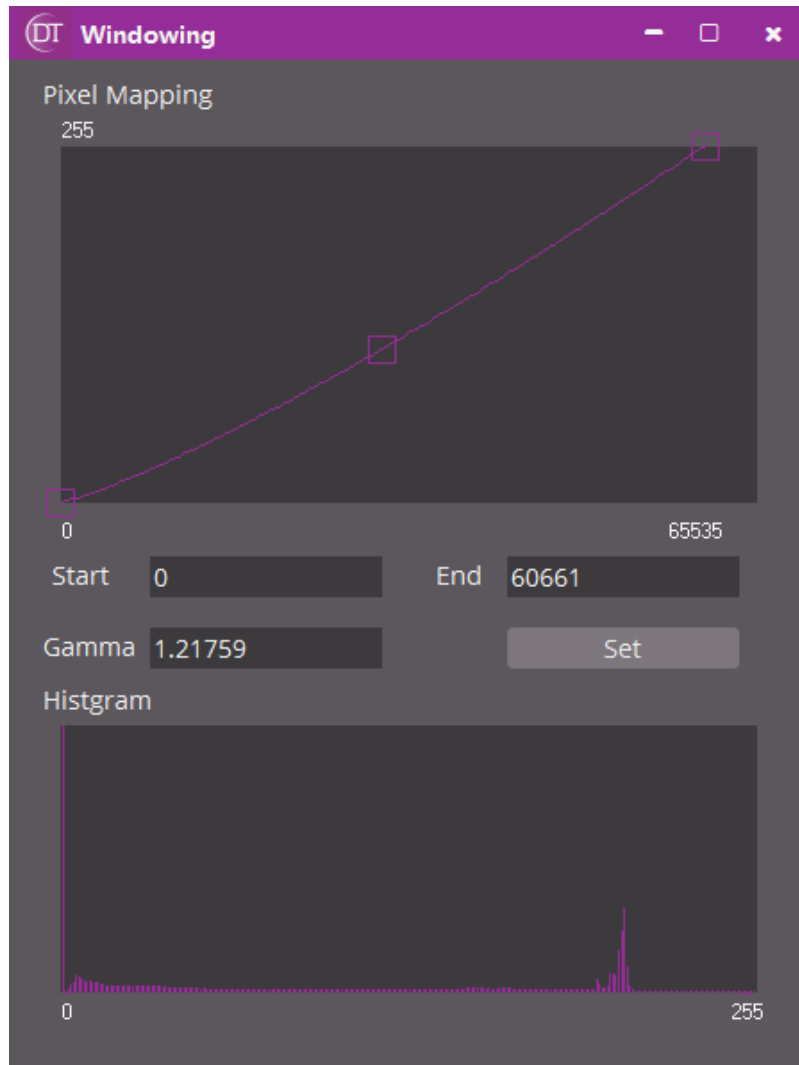 DT Windowing
Pixel Mapping
255
0 65535
Start 0 End 60661
Gamma 1.21759 Set
Histgram
0 255